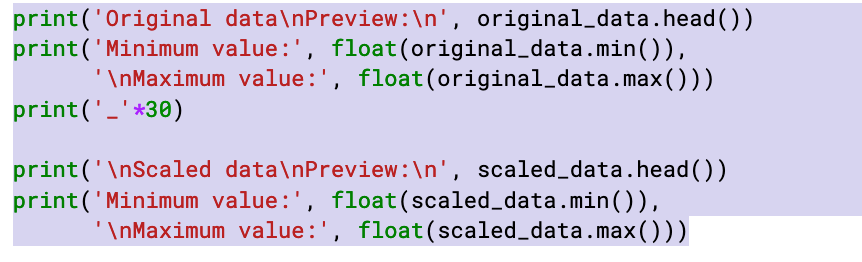 print('Original data\nPreview:\n', original_data.head())
print('Minimum value:', float(original_data.min()),
      '\nMaximum value:', float(original_data.max()))
print('_'*30)

print('\nScaled data\nPreview:\n', scaled_data.head())
print('Minimum value:', float(scaled_data.min()),
      '\nMaximum value:', float(scaled_data.max()))